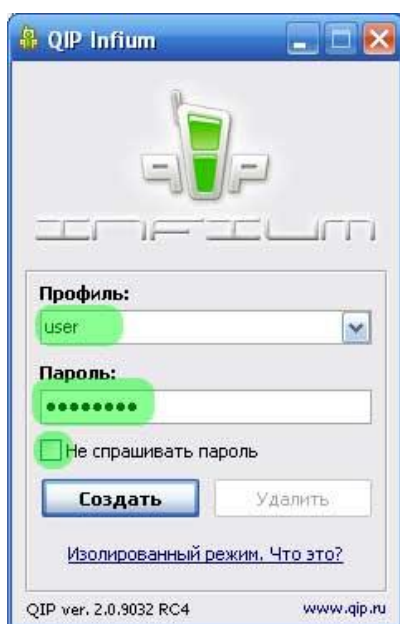 QIP Infium
qip
INFIUM
Профиль:
user
Пароль:
••••••••
Не спрашивать пароль
Создать Удалить
Изолированный режим. Что это?
QIP ver. 2.0.9032 RC4 www.qip.ru